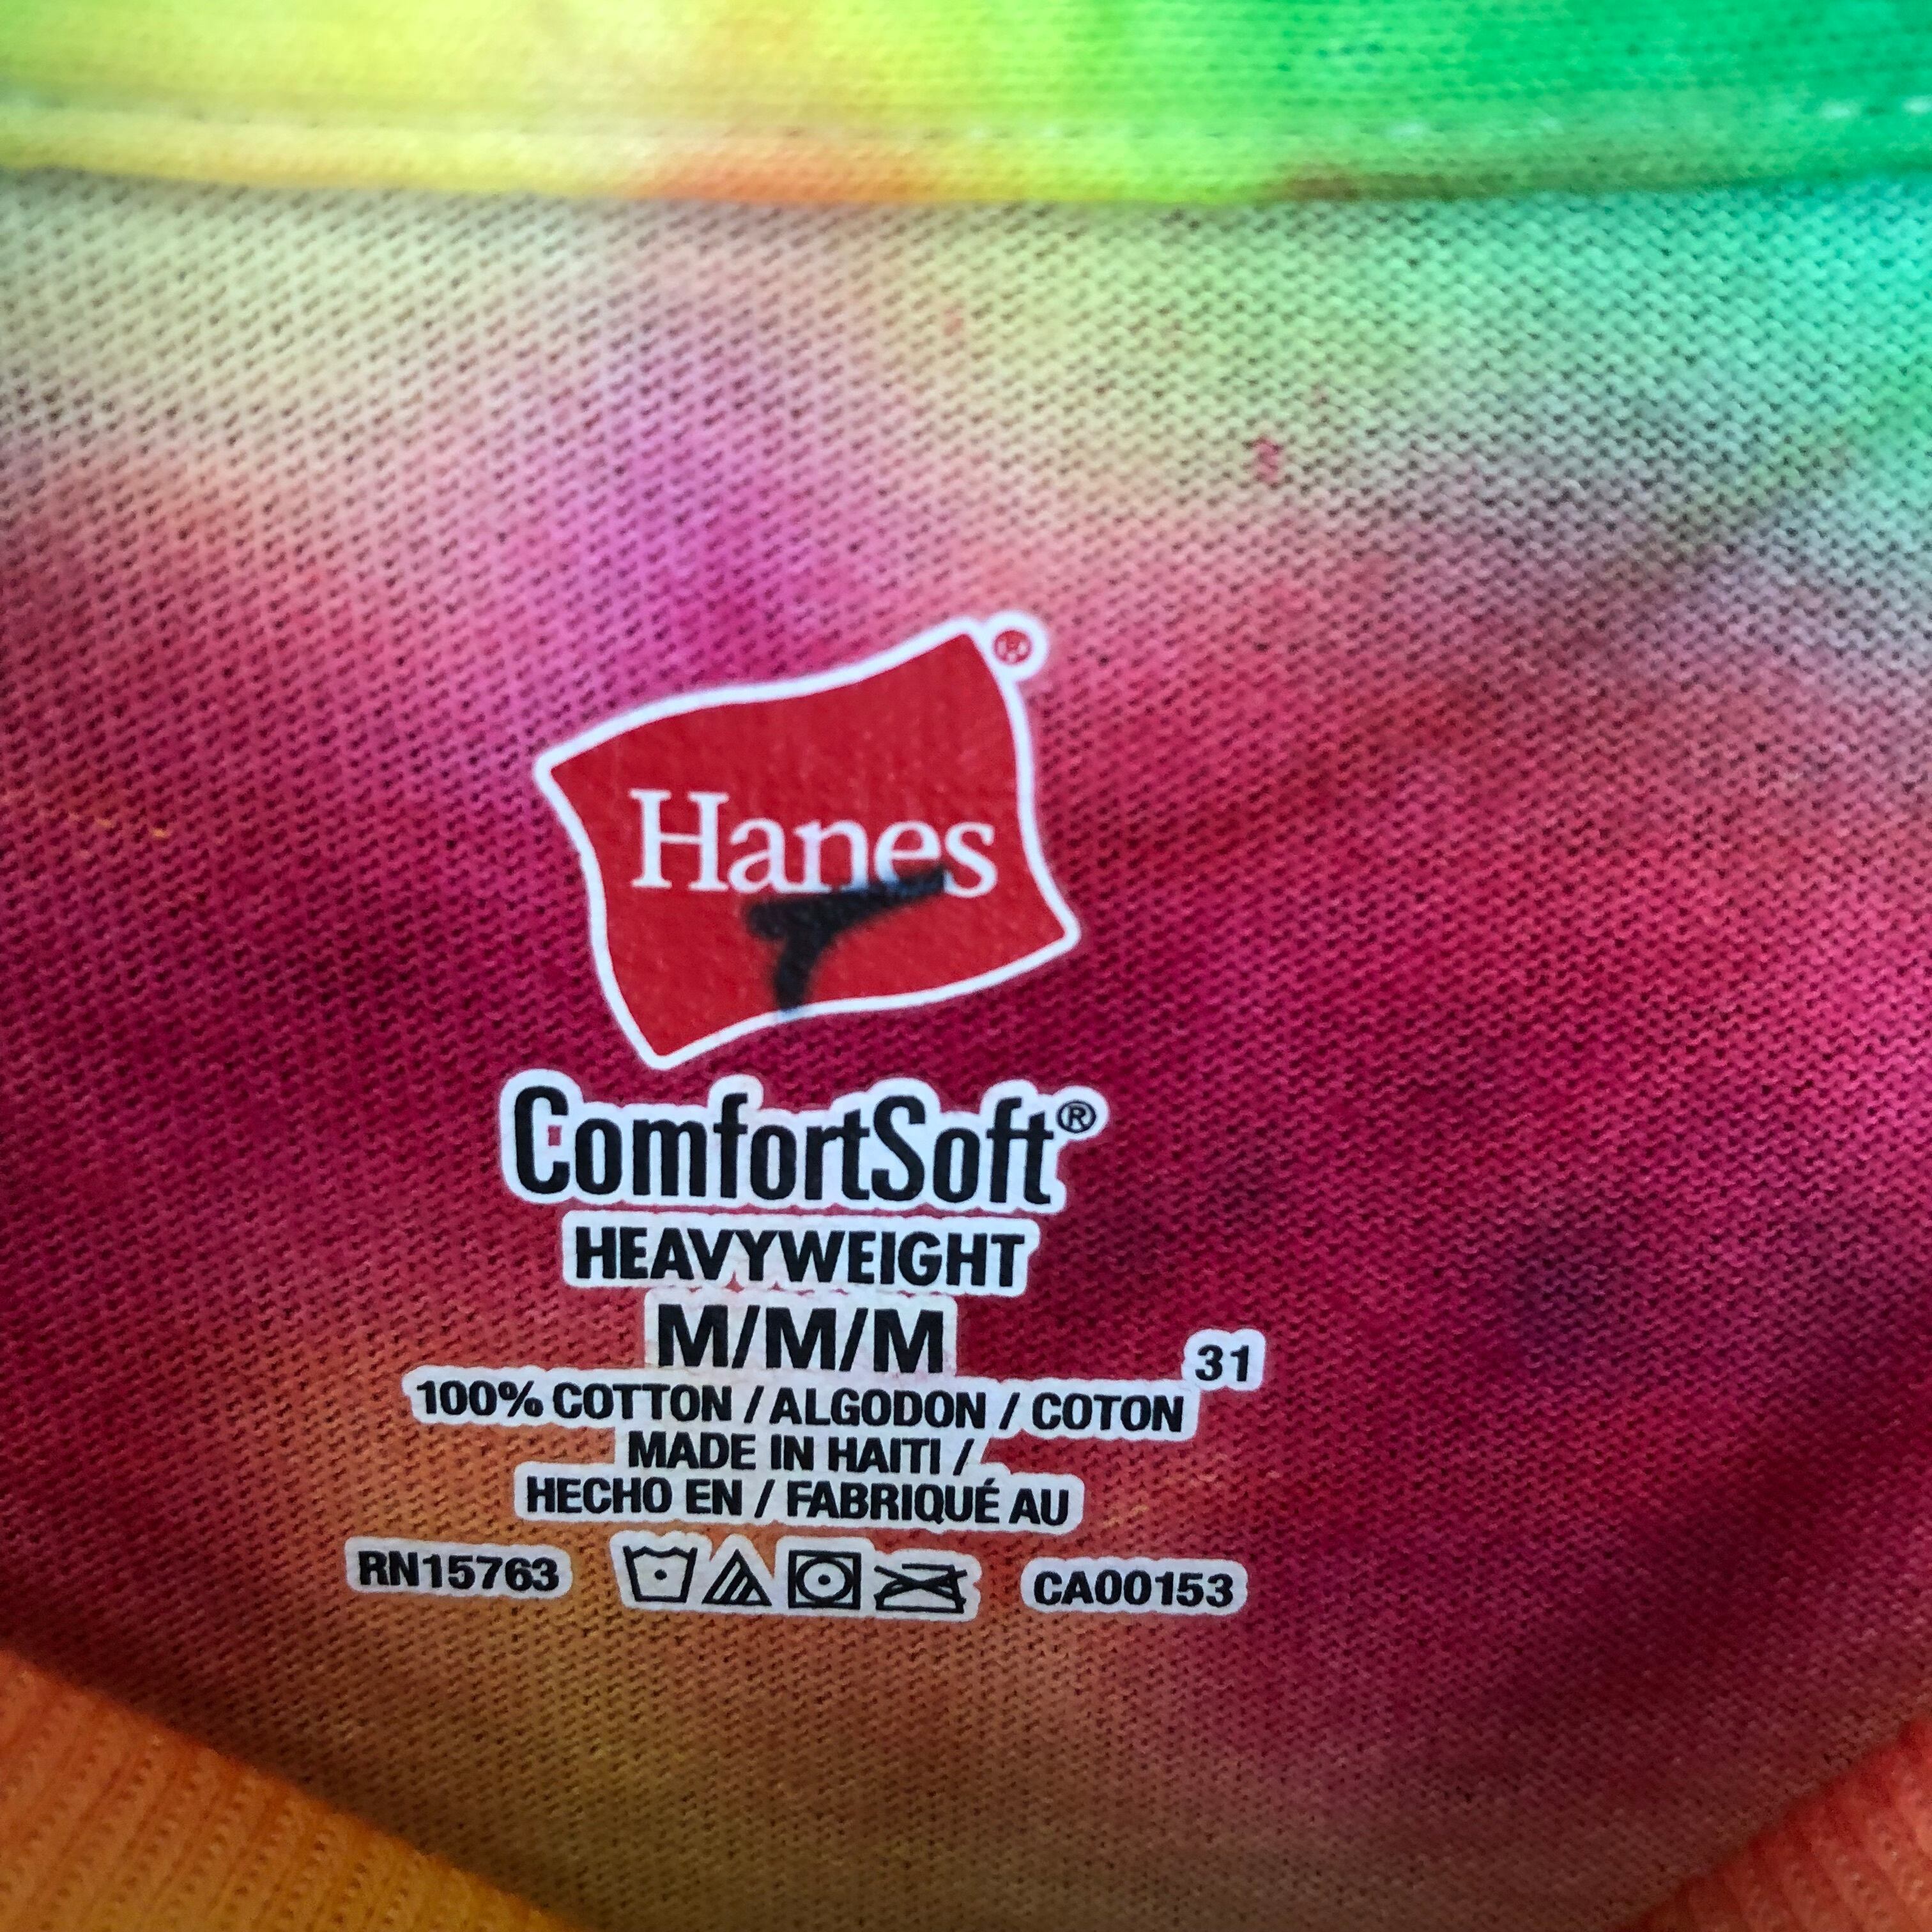 Hanes®
ComfortSoft®
HEAVYWEIGHT
M/M/M
31
100% COTTON / ALGODON / COTON
MADE IN HAITI /
HECHO EN / FABRIQUÉ AU
RN15763 CA00153